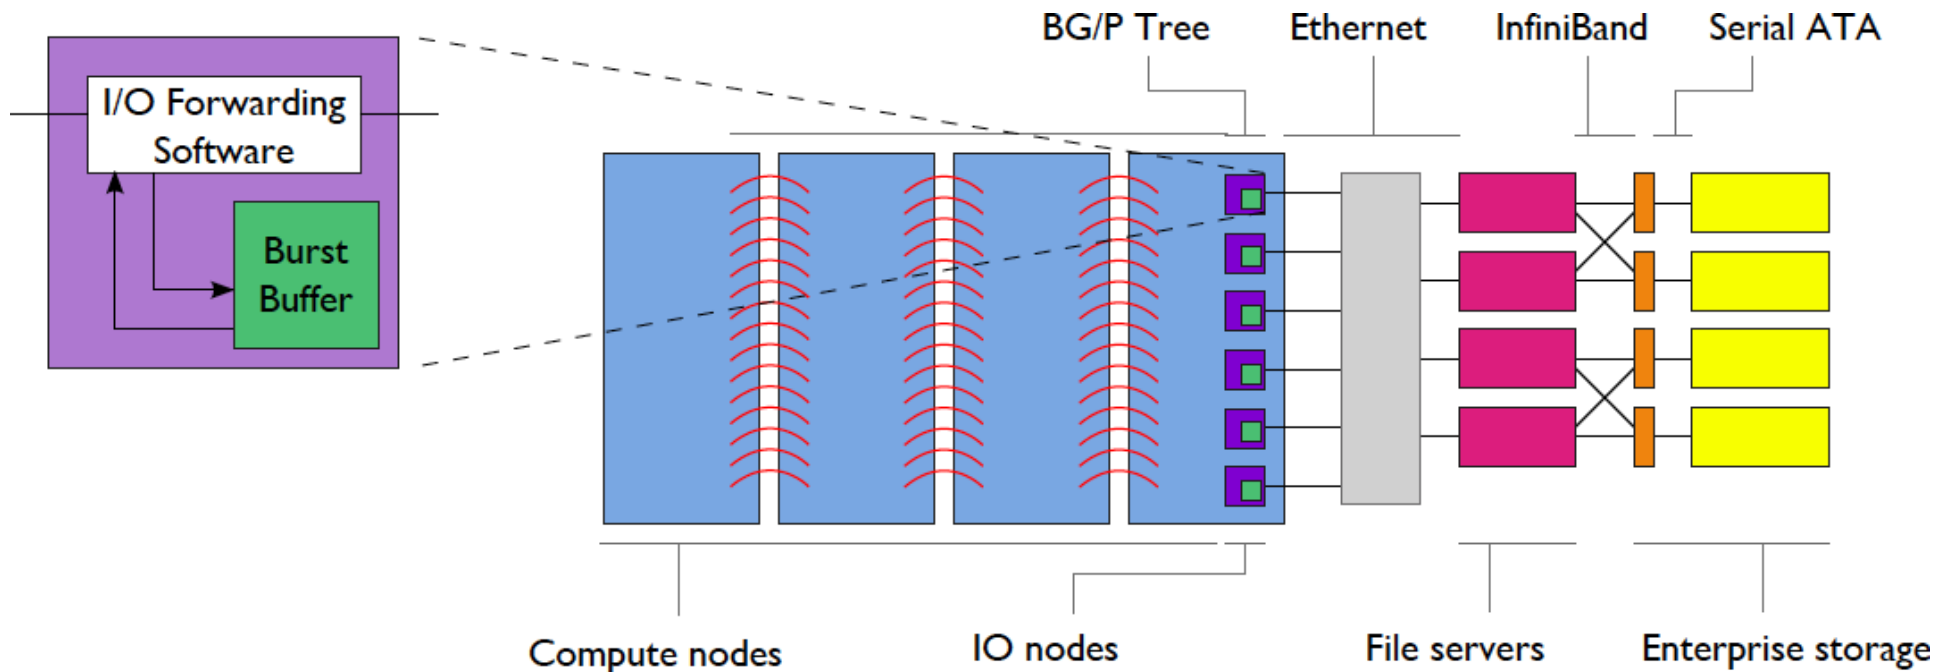 BG/P Tree
Ethernet
InfiniBand
Serial ATA
I/O Forwarding
Software
Burst
Buffer
Compute nodes
IO nodes
File servers
Enterprise storage